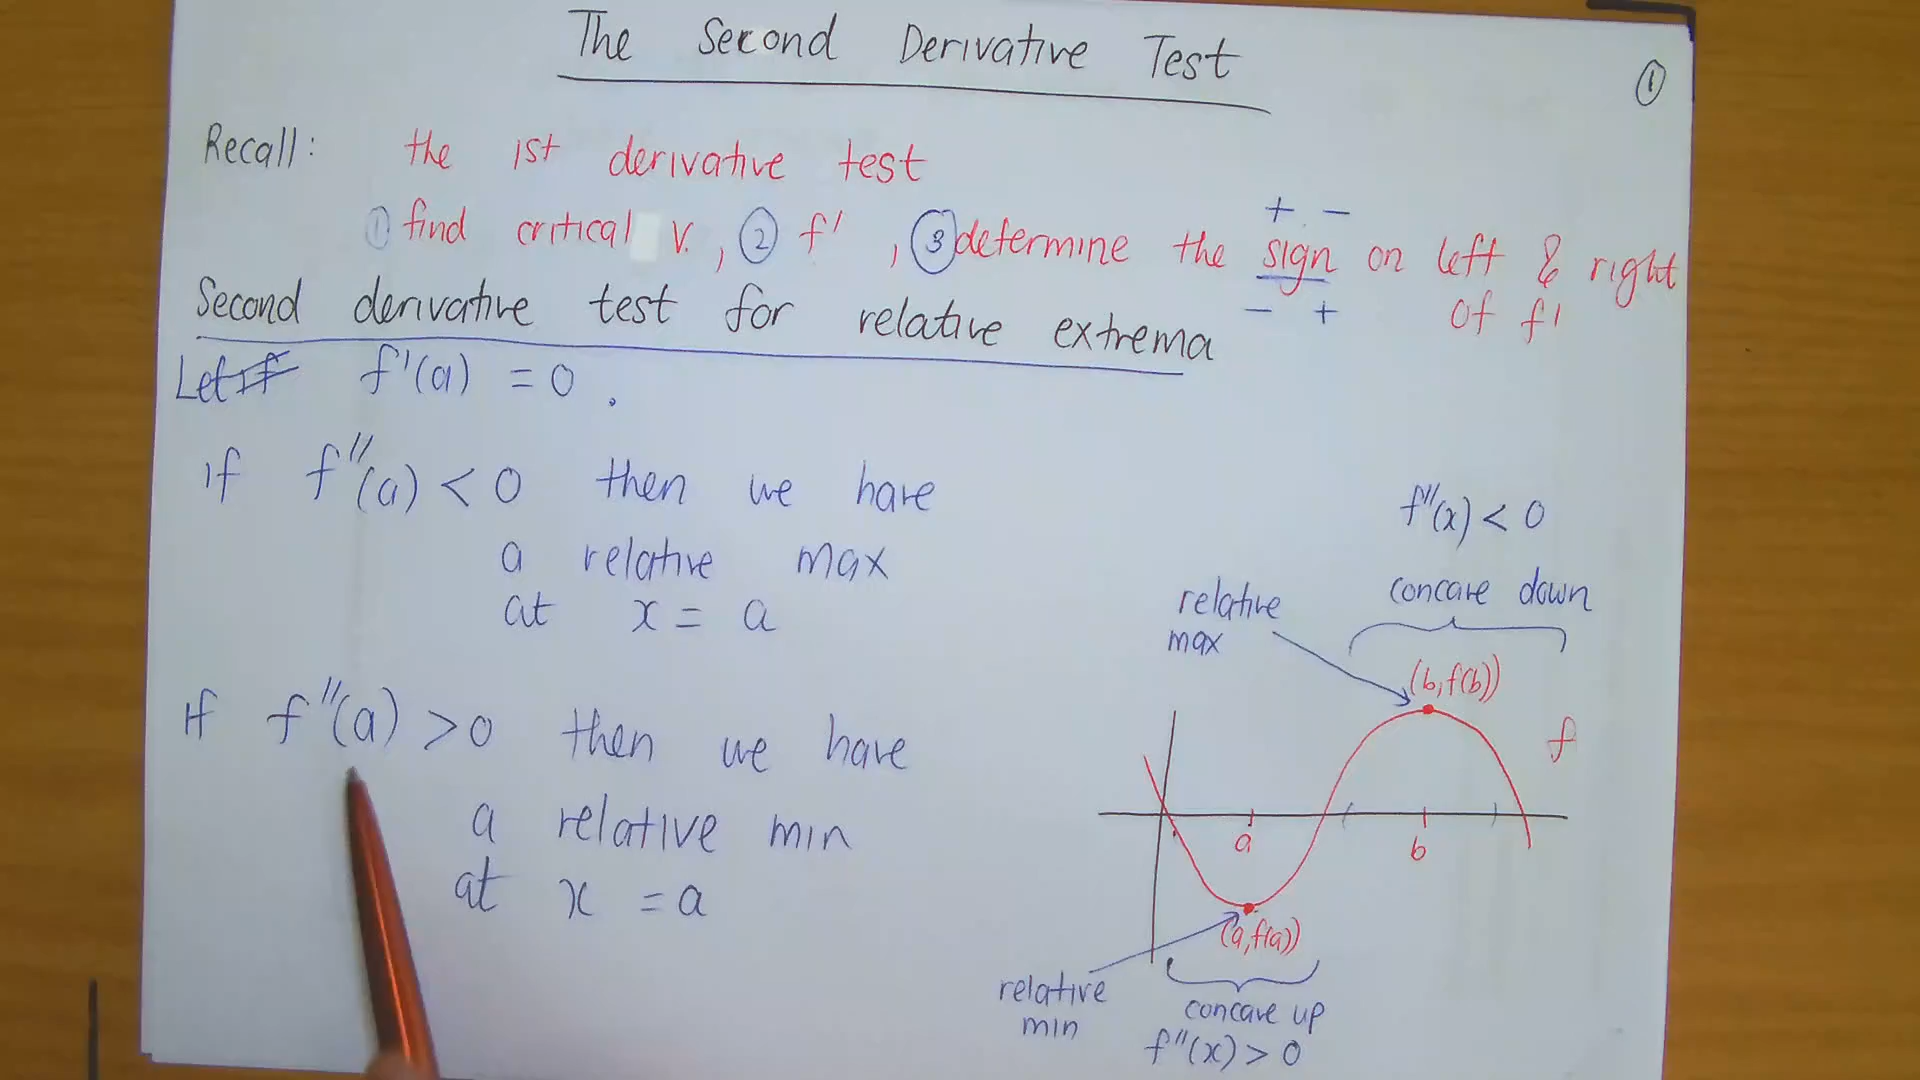 The Second Derivative Test
①
Recall: the 1st derivative test
+ -
① find critical v. , ② f' , ③ determine the sign on left & right
- + of f'
Second derivative test for relative extrema
Let f'(a) = 0 .
If f''(a) < 0 then we have
a relative max
at x = a
If f''(a) > 0 then we have
a relative min
at x = a
f''(x) < 0
concave down
relative
max
(b, f(b))
f
a
b
(a, f(a))
relative
min
concave up
f''(x) > 0